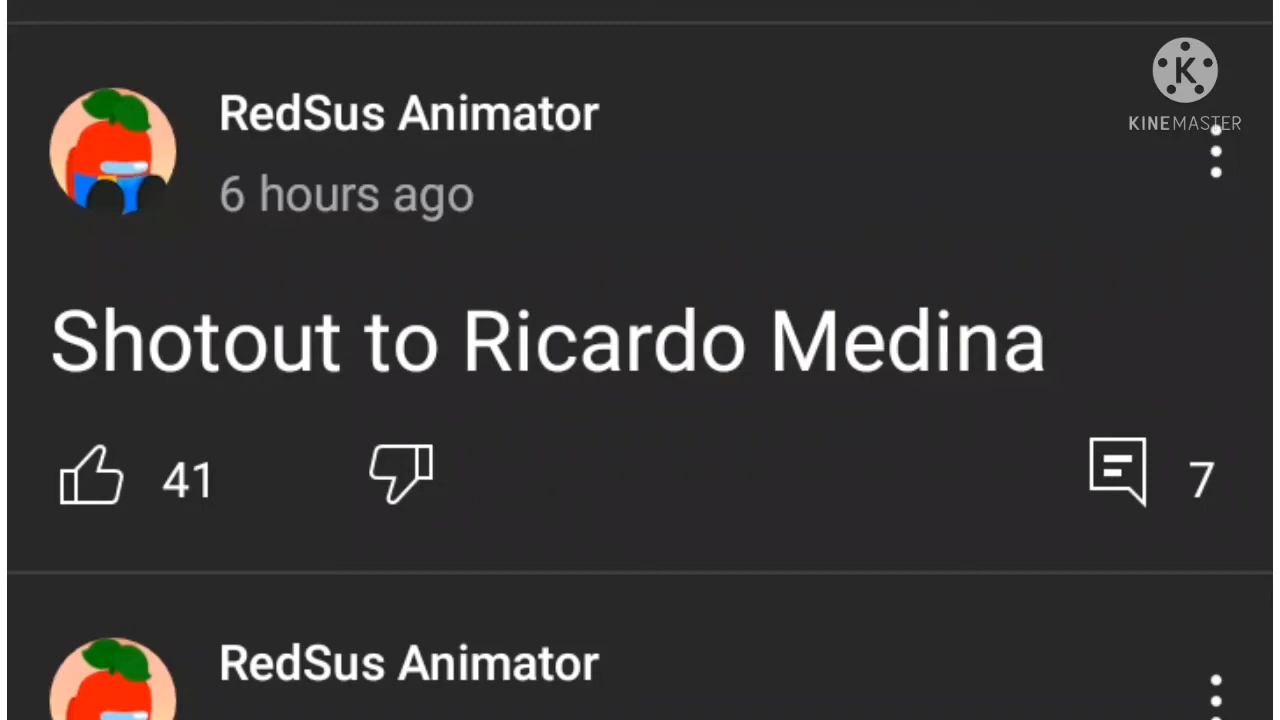 RedSus Animator
K
KINEMASTER
6 hours ago
Shotout to Ricardo Medina
41
7
RedSus Animator